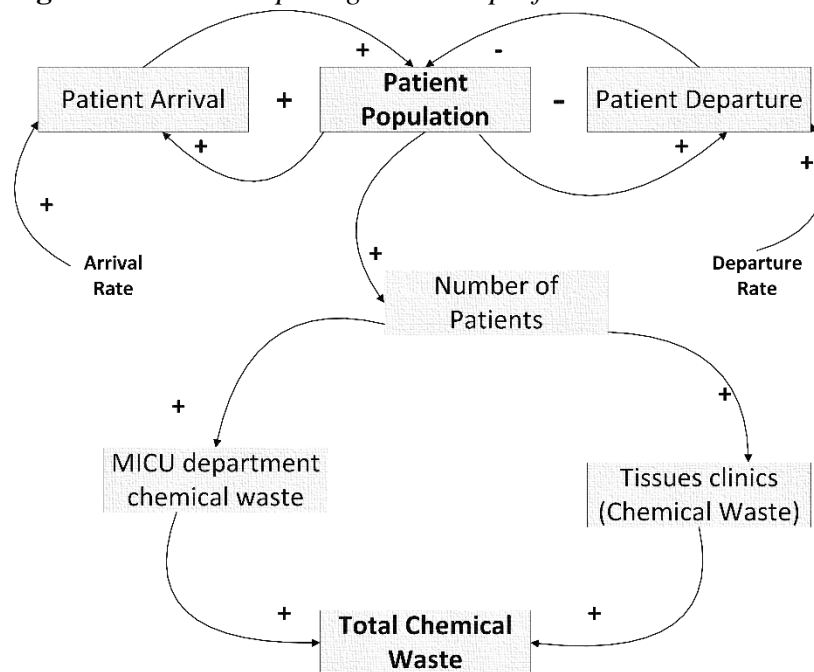 +
-
+
Patient Arrival
+
Patient
Population
-
Patient Departure
+
+
+
+
Arrival
Rate
+
Departure
Rate
Number of
Patients
+
+
MICU department
chemical waste
Tissues clinics
(Chemical Waste)
+
+
Total Chemical
Waste